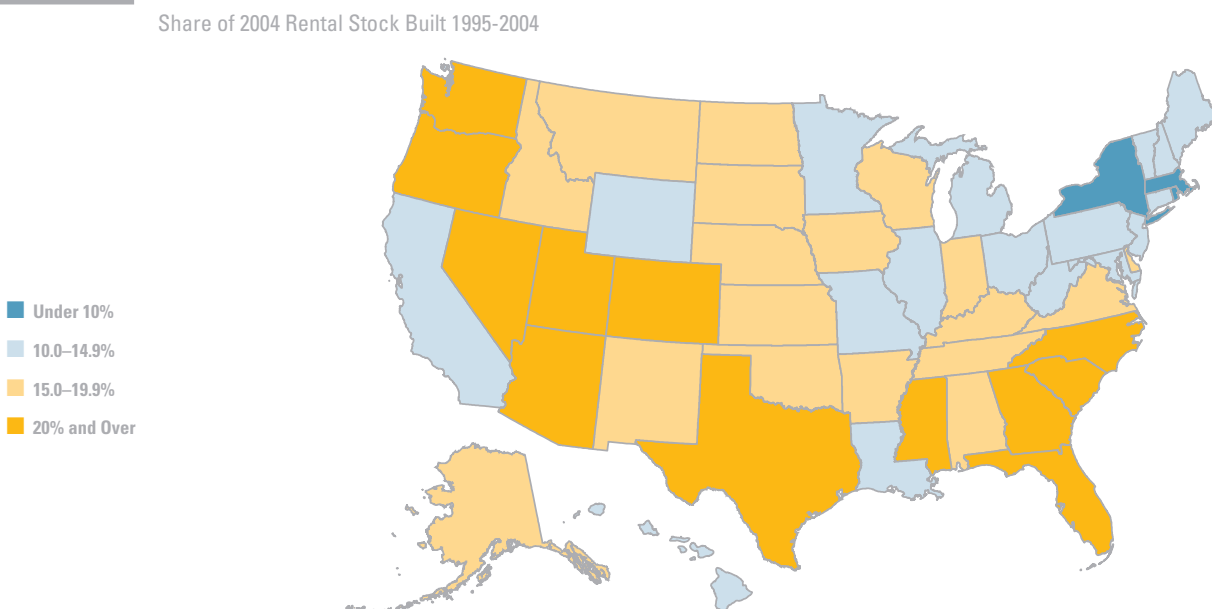 Share of 2004 Rental Stock Built 1995-2004
Under 10%
10.0–14.9%
15.0–19.9%
20% and Over